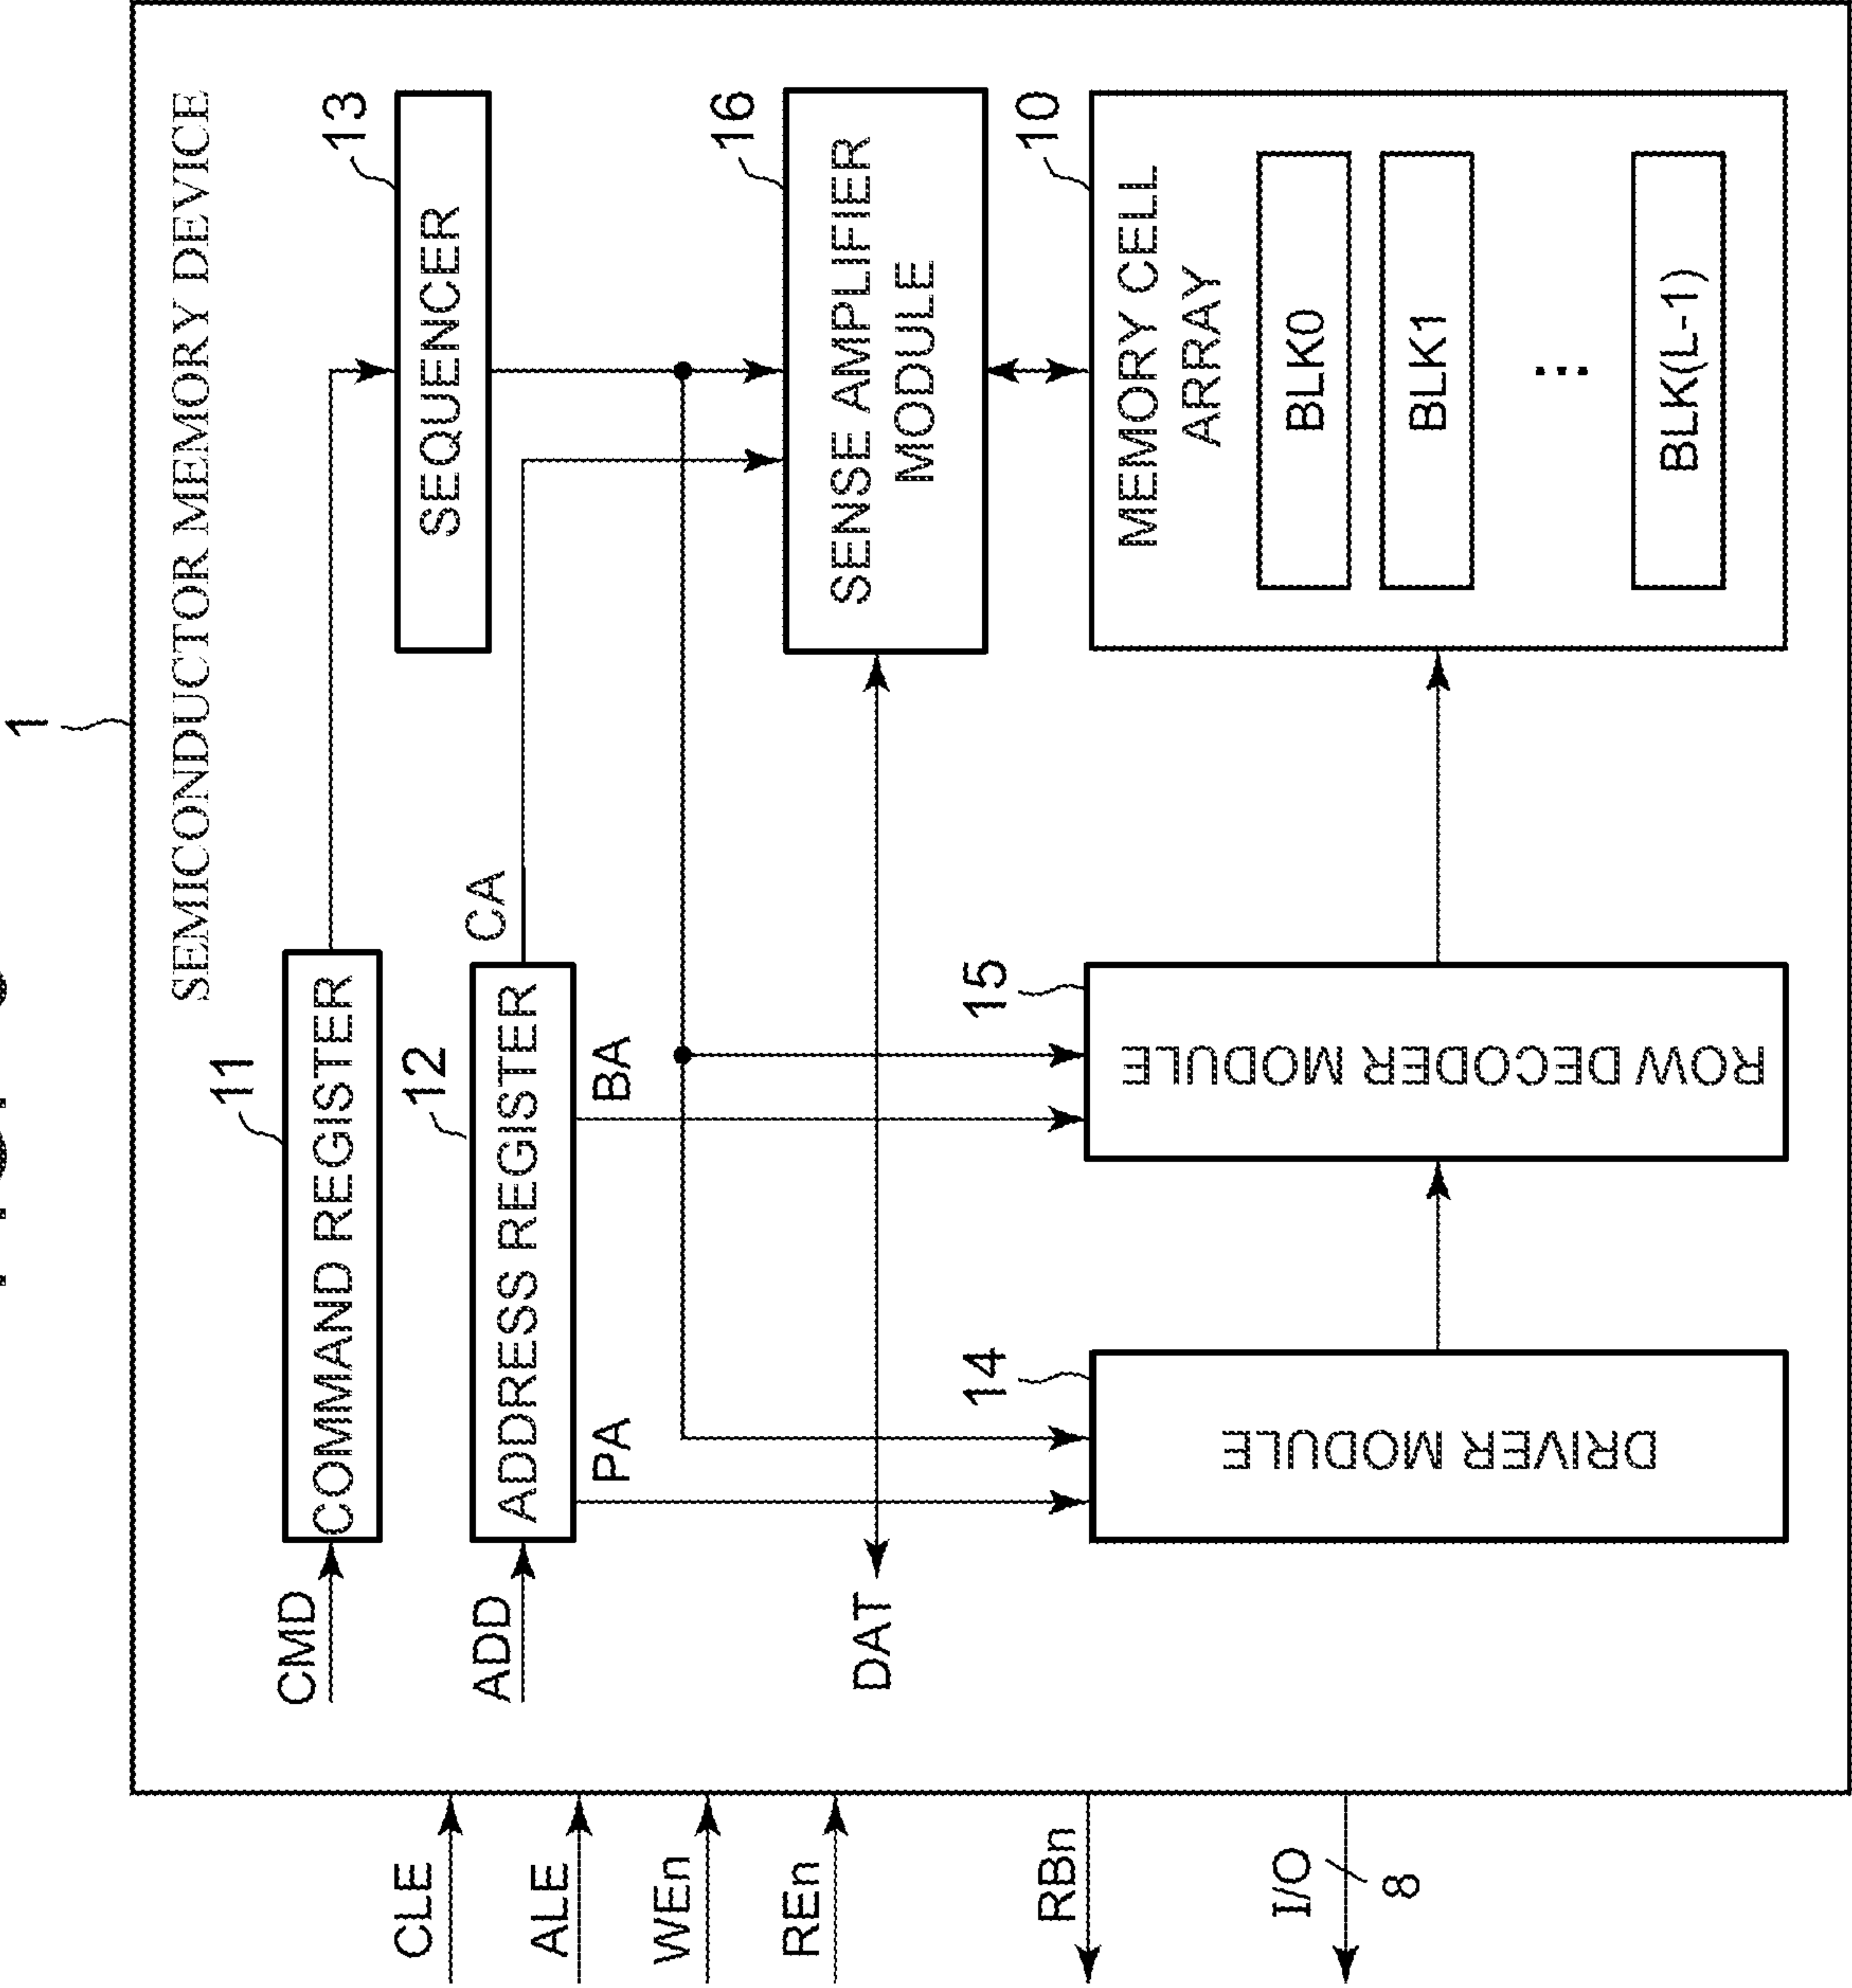 1
SEMICONDUCTOR MEMORY DEVICE
CLE
ALE
WEn
REn
RBn
I/O
8
CMD
11
COMMAND REGISTER
13
SEQUENCER
ADD
12
ADDRESS REGISTER
CA
PA
BA
DAT
16
SENSE AMPLIFIER
MODULE
14
DRIVER MODULE
15
ROW DECODER MODULE
10
MEMORY CELL
ARRAY
BLK0
BLK1
⋮
BLK(L-1)